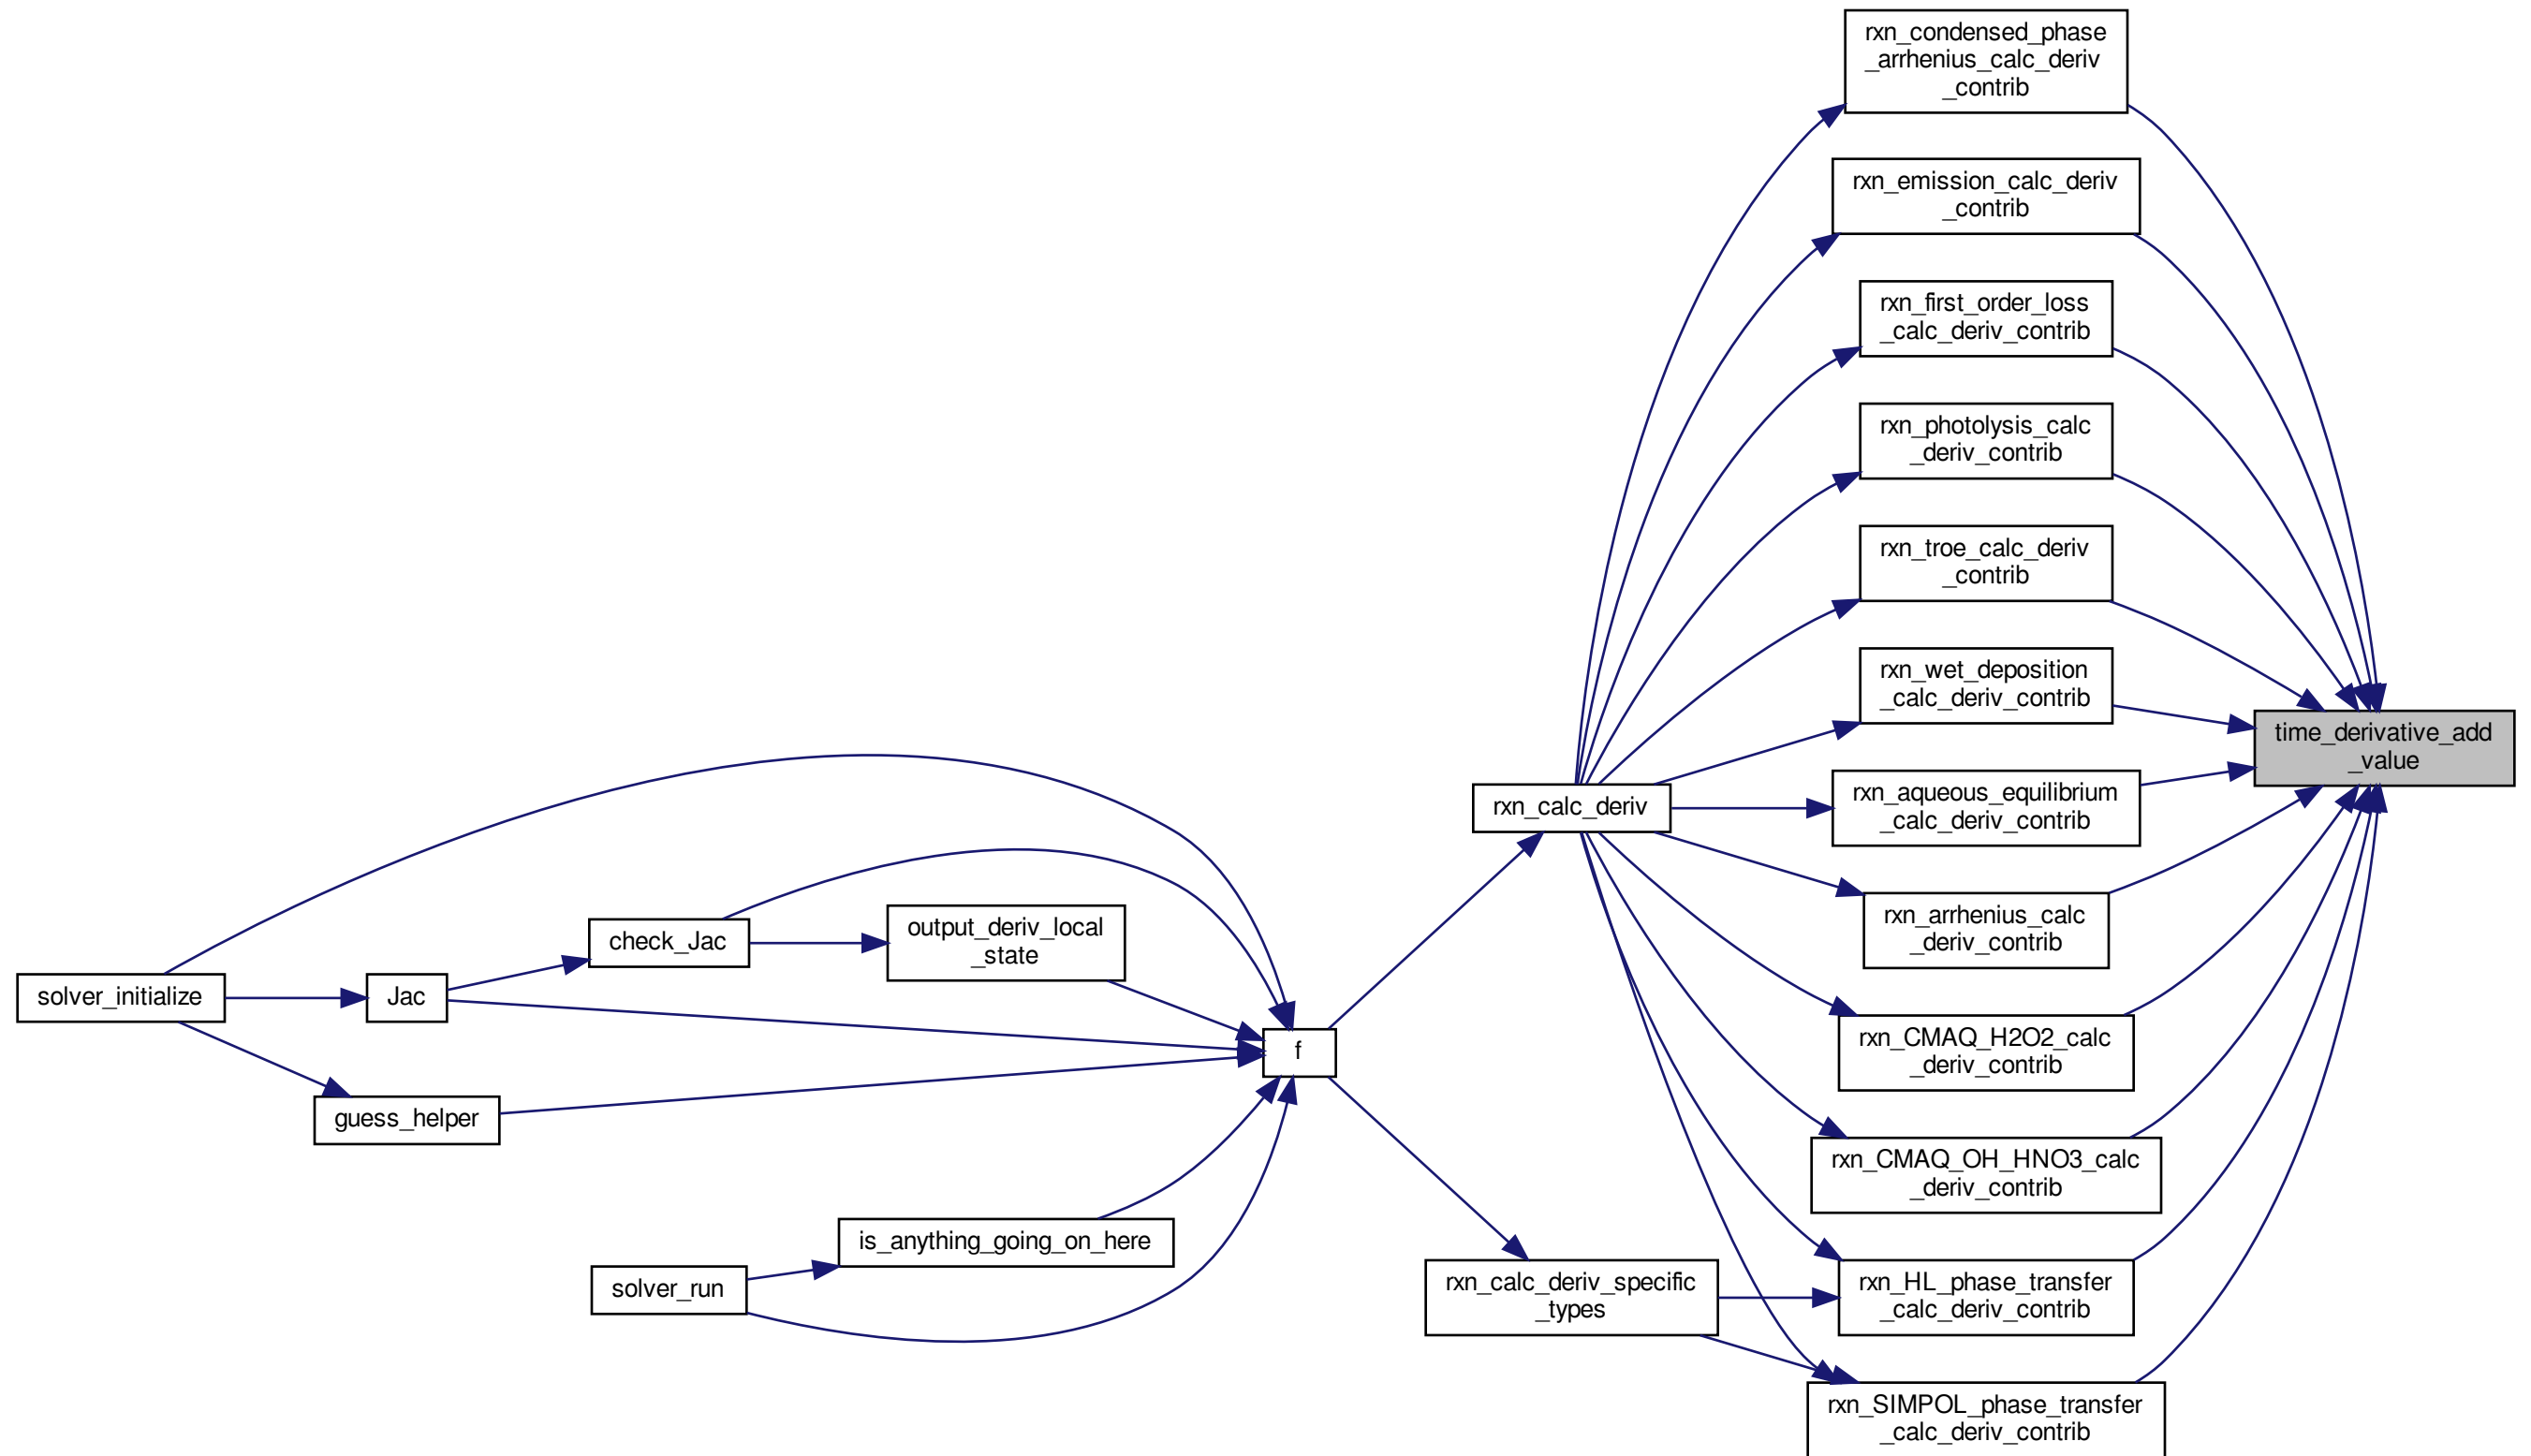 rxn_condensed_phase
_arrhenius_calc_deriv
_contrib
rxn_emission_calc_deriv
_contrib
rxn_first_order_loss
_calc_deriv_contrib
rxn_photolysis_calc
_deriv_contrib
rxn_troe_calc_deriv
_contrib
rxn_wet_deposition
_calc_deriv_contrib
time_derivative_add
_value
rxn_calc_deriv
rxn_aqueous_equilibrium
_calc_deriv_contrib
rxn_arrhenius_calc
_deriv_contrib
output_deriv_local
_state
check_Jac
solver_initialize
Jac
f
rxn_CMAQ_H2O2_calc
_deriv_contrib
guess_helper
rxn_CMAQ_OH_HNO3_calc
_deriv_contrib
is_anything_going_on_here
solver_run
rxn_calc_deriv_specific
_types
rxn_HL_phase_transfer
_calc_deriv_contrib
rxn_SIMPOL_phase_transfer
_calc_deriv_contrib